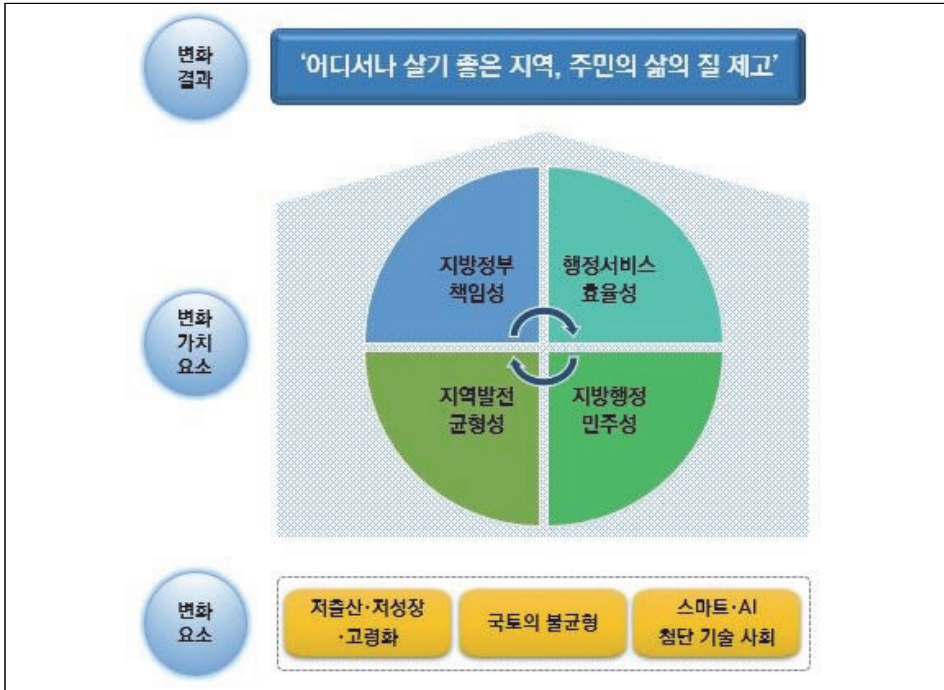 변화
결과
‘어디서나 살기 좋은 지역, 주민의 삶의 질 제고’
변화
가치
요소
지방정부
책임성
행정서비스
효율성
지역발전
균형성
지방행정
민주성
변화
요소
저출산·저성장
·고령화
국토의 불균형
스마트·AI
첨단 기술 사회